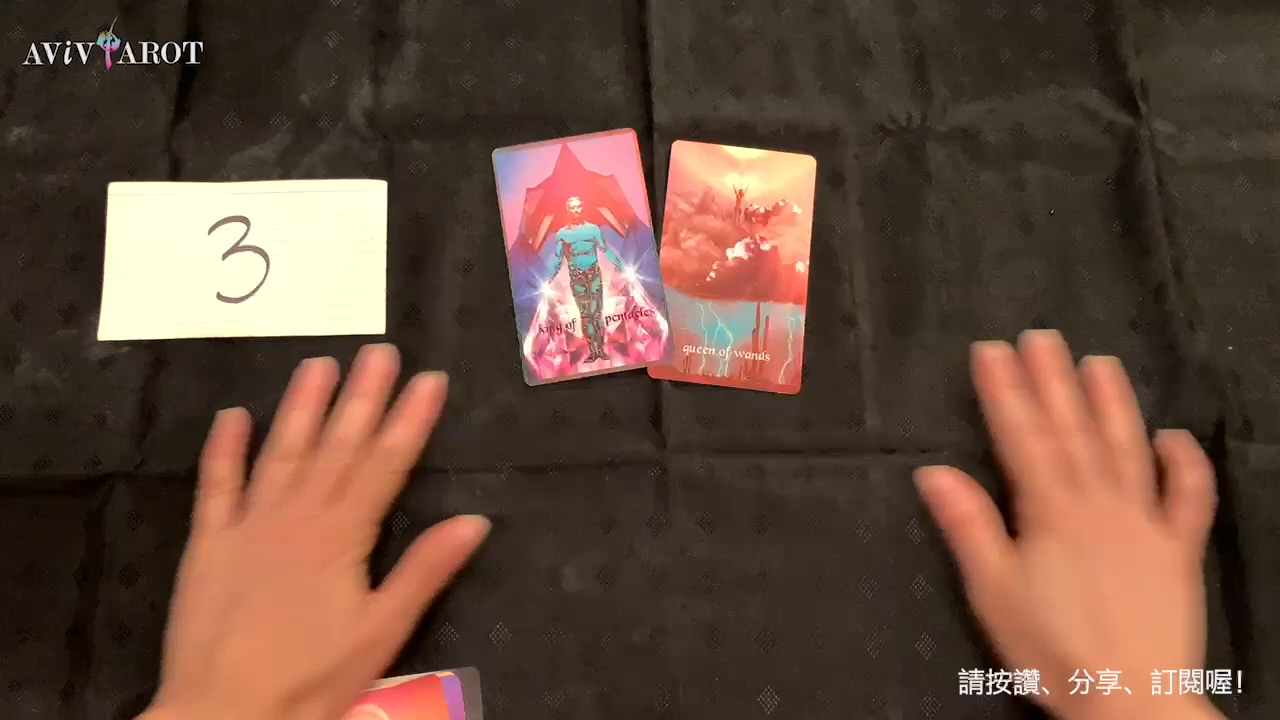 AViVTAROT
3
king of pentacles
queen of wands
請按讚、分享、訂閱喔!